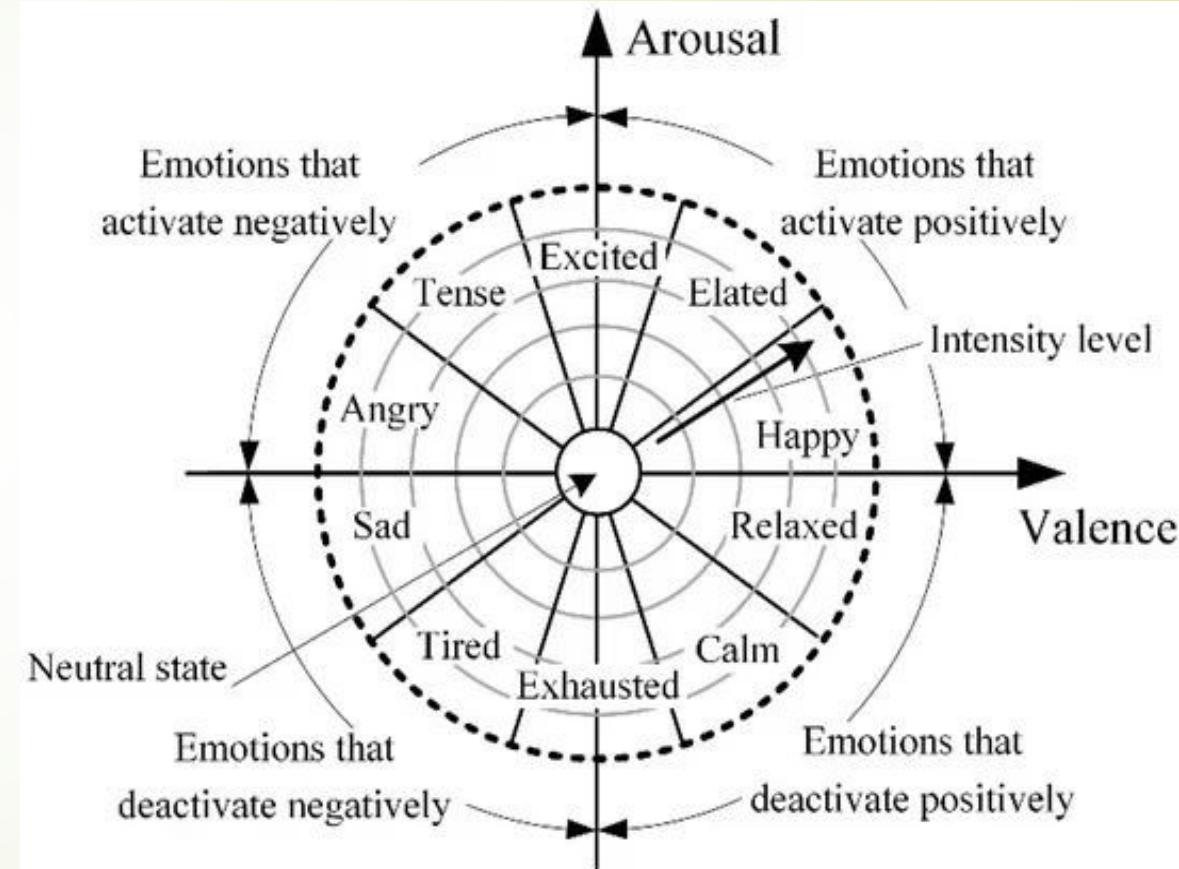 Arousal
Emotions that
activate negatively
Emotions that
activate positively
Excited
Tense
Elated
Intensity level
Angry
Happy
Sad
Relaxed
Valence
Tired
Calm
Neutral state
Exhausted
Emotions that
deactivate negatively
Emotions that
deactivate positively